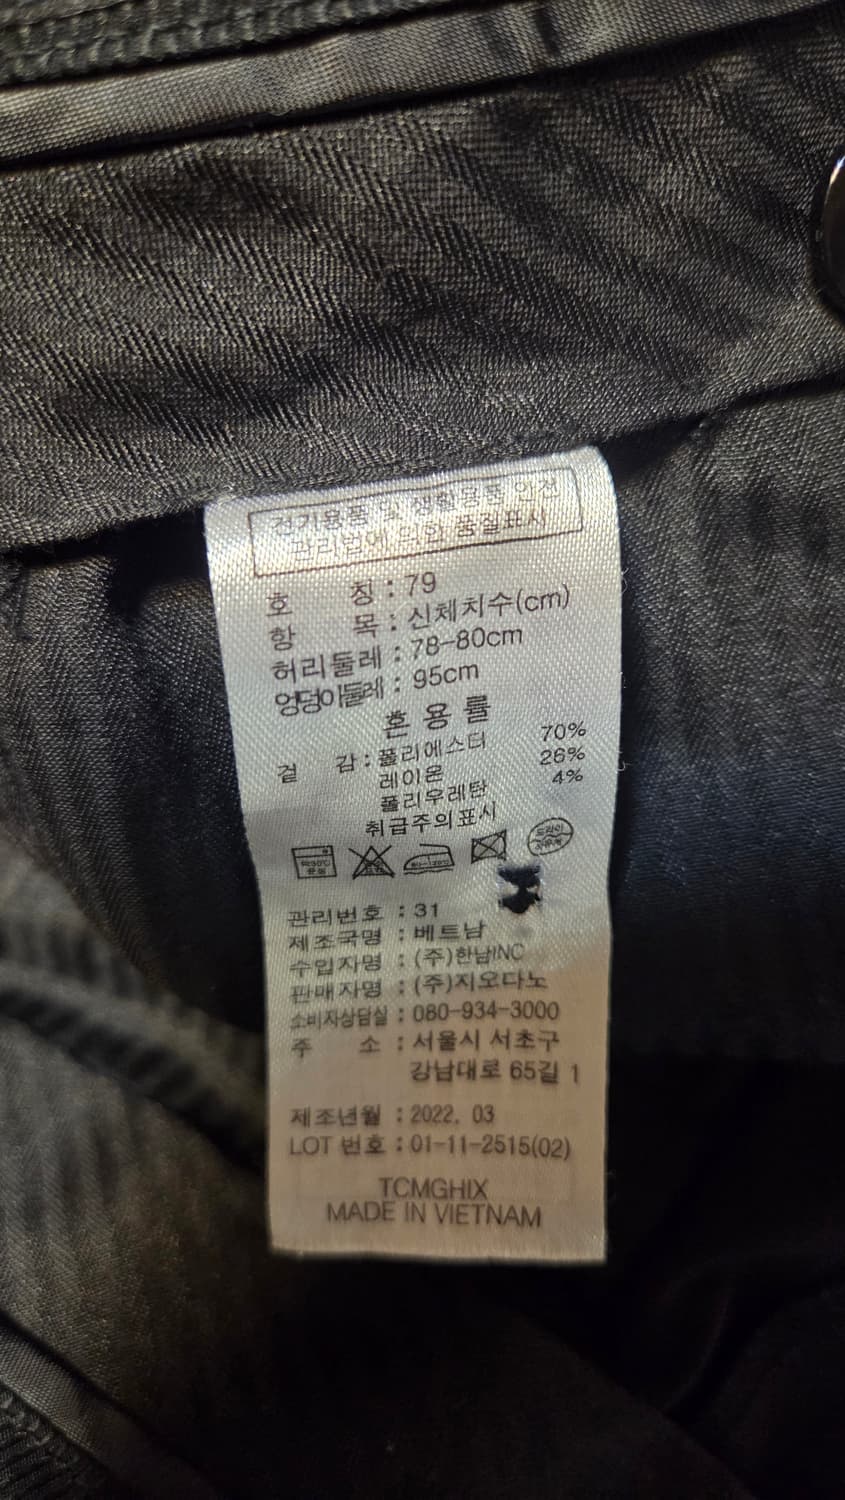 전기용품 및 생활용품 안전
관리법에 의한 품질표시
호 칭 : 79
항 목 : 신체치수(cm)
허리둘레 : 78-80cm
엉덩이둘레 : 95cm
혼 용 률
겉 감 : 폴리에스터 70%
레이온 26%
폴리우레탄 4%
취급주의표시
드라이
관리번호 : 31
제조국명 : 베트남
수입자명 : (주)한남INC
판매자명 : (주)지오다노
소비자상담실 : 080-934-3000
주 소 : 서울시 서초구
강남대로 65길 1
제조년월 : 2022. 03
LOT 번호 : 01-11-2515(02)
TCMGHIX
MADE IN VIETNAM